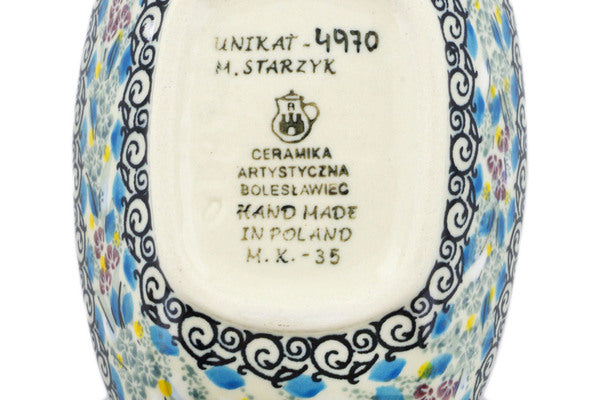 UNIKAT - 4970
M. STARZYK
CERAMIKA
ARTYSTYCZNA
BOLESŁAWIEC
HAND MADE
IN POLAND
M. K. - 35